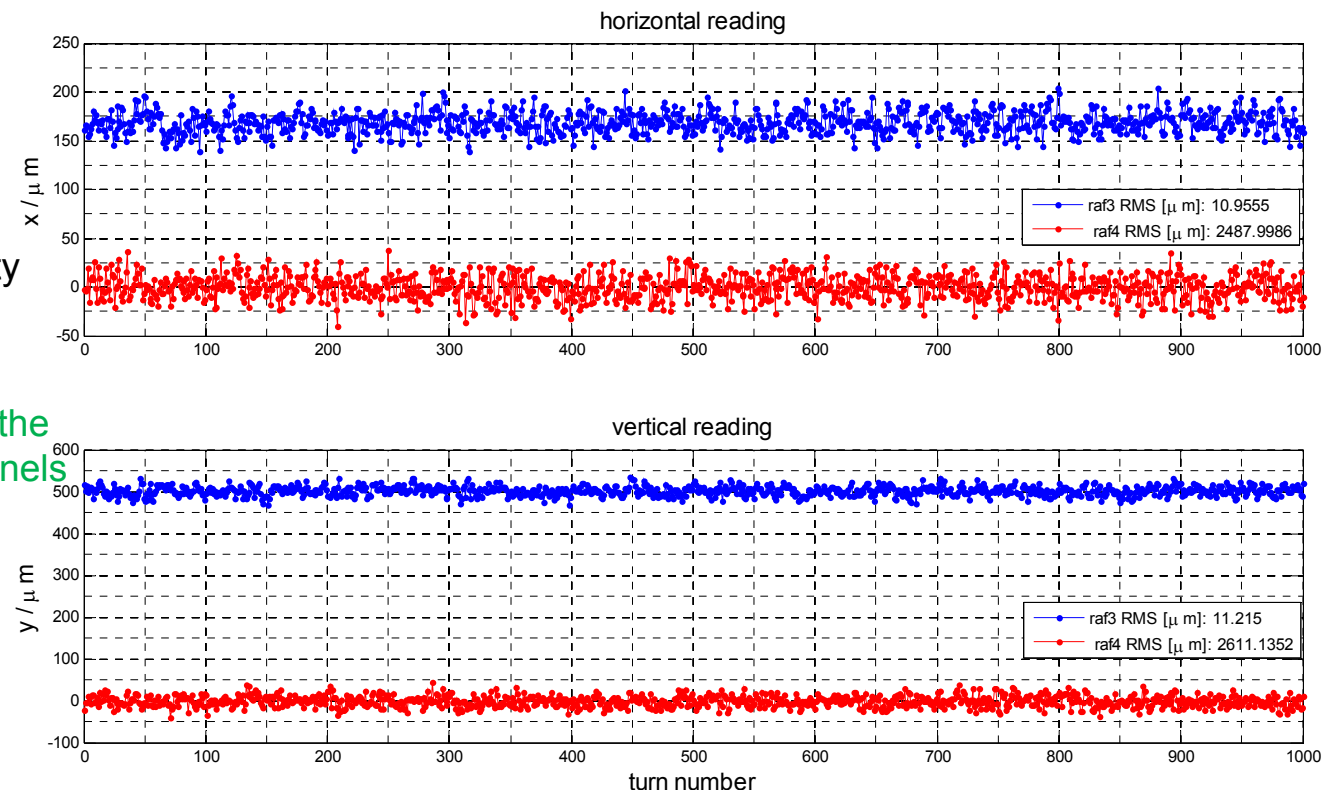 horizontal reading
250
200
150
100
50
0
-50
x / μ m
raf3 RMS [μ m]: 10.9555
raf4 RMS [μ m]: 2487.9986
0 100 200 300 400 500 600 700 800 900 1000
ty
the
nels
vertical reading
600
500
400
300
200
100
0
-100
y / μ m
raf3 RMS [μ m]: 11.215
raf4 RMS [μ m]: 2611.1352
0 100 200 300 400 500 600 700 800 900 1000
turn number